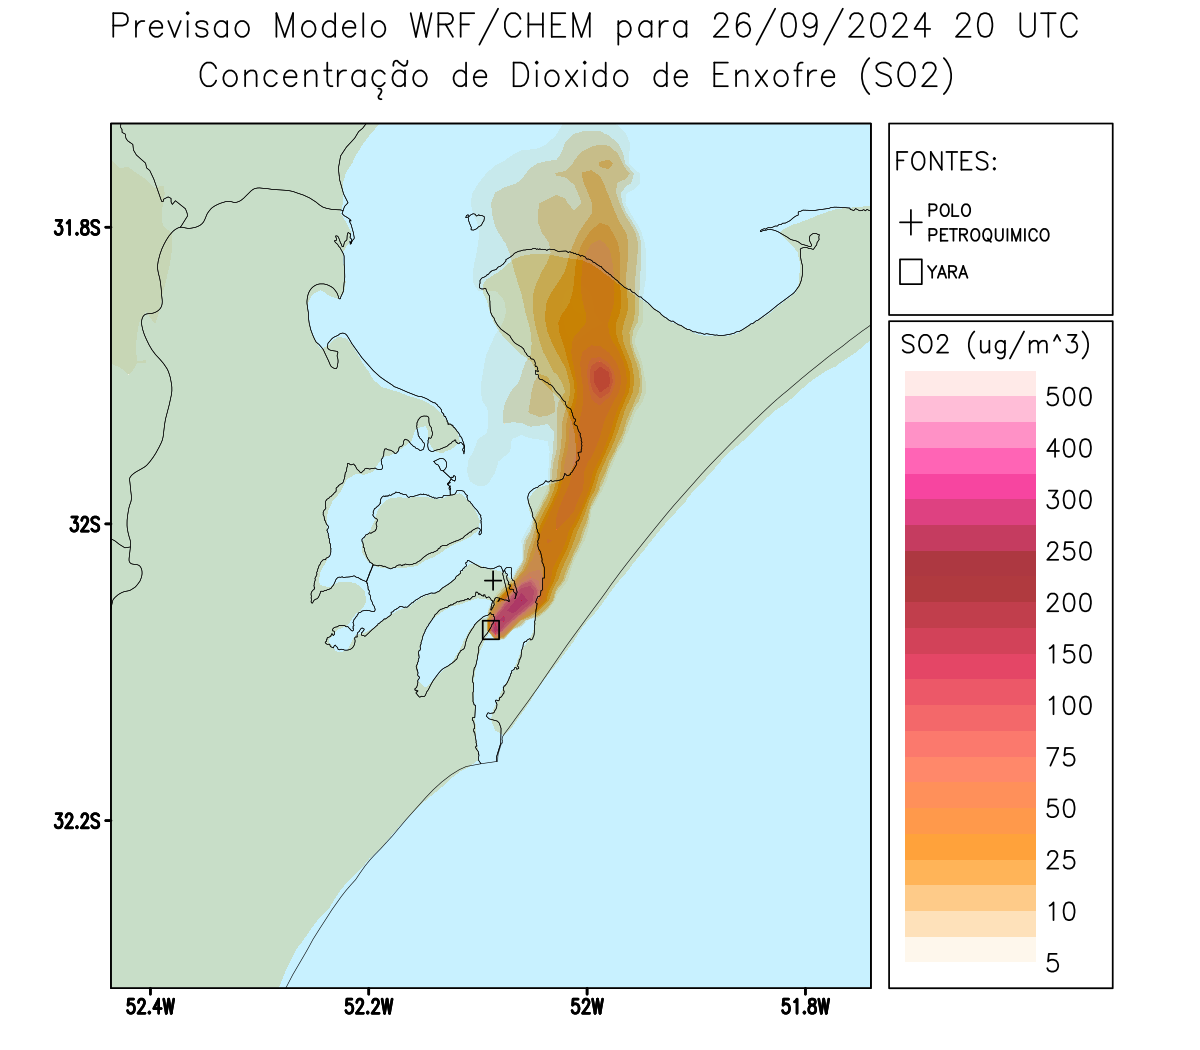 Previsao Modelo WRF/CHEM para 26/09/2024 20 UTC
Concentração de Dioxido de Enxofre (SO2)
FONTES:
POLO
PETROQUIMICO
YARA
31.8S
32S
32.2S
52.4W
52.2W
52W
51.8W
SO2 (ug/m^3)
500
400
300
250
200
150
100
75
50
25
10
5